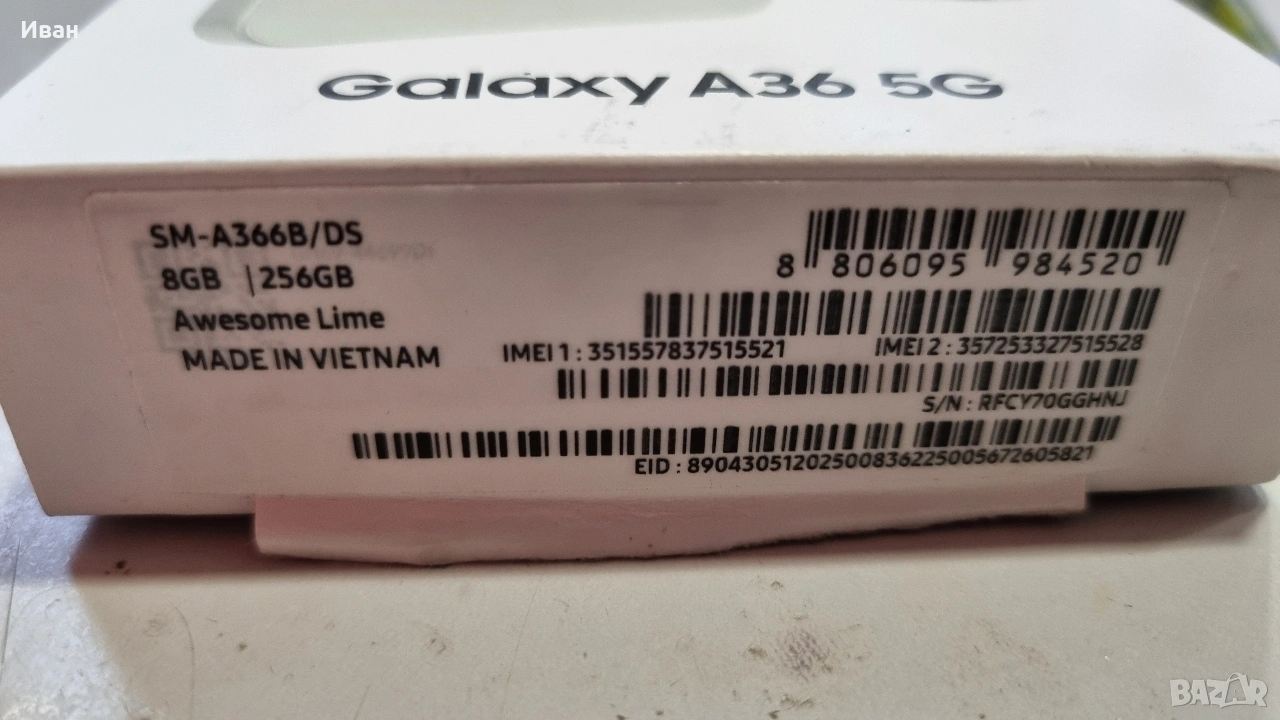 Иван
Galaxy A36 5G
SM-A366B/DS
8GB | 256GB
Awesome Lime
MADE IN VIETNAM
8 806095 984520
IMEI 1 : 351557837515521 IMEI 2 : 357253327515528
S/N : RFCY70GGHNJ
EID : 89043051202500836225005672605821
BAZAR